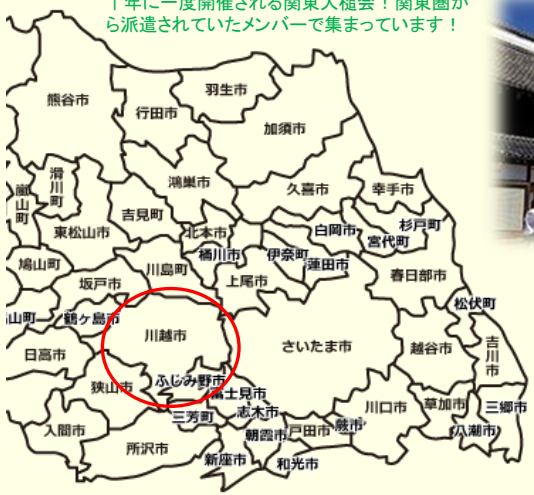 1年に一度開催される関東大槌会！関東圏か
ら派遣されていたメンバーで集まっています！
熊谷市
行田市
羽生市
加須市
滑川町
嵐山町
東松山市
吉見町
鴻巣市
北本市
久喜市
幸手市
白岡市
杉戸町
宮代町
鳩山町
坂戸市
川島町
桶川市
上尾市
伊奈町
蓮田市
春日部市
松伏町
山町
鶴ヶ島市
川越市
さいたま市
越谷市
吉川市
日高市
狭山市
ふじみ野市
富士見市
三芳町
志木市
川口市
草加市
三郷市
入間市
所沢市
朝霞市
戸田市
蕨市
八潮市
新座市
和光市